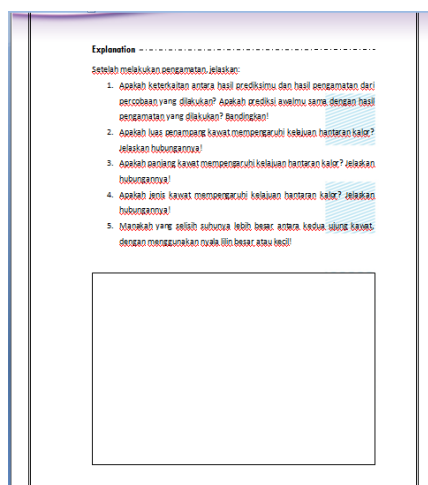 Explanation
Setelah melakukan pengamatan, jelaskan:
1. Apakah keterkaitan antara hasil prediksimu dan hasil pengamatan dari
percobaan yang dilakukan? Apakah prediksi awalmu sama dengan hasil
pengamatan yang dilakukan? Bandingkan!
2. Apakah luas penampang kawat mempengaruhi kelajuan hantaran kalor?
Jelaskan hubungannya!
3. Apakah panjang kawat mempengaruhi kelajuan hantaran kalor? Jelaskan
hubungannya!
4. Apakah jenis kawat mempengaruhi kelajuan hantaran kalor? Jelaskan
hubungannya!
5. Manakah yang selisih suhunya lebih besar antara kedua ujung kawat,
dengan menggunakan nyala lilin besar atau kecil!